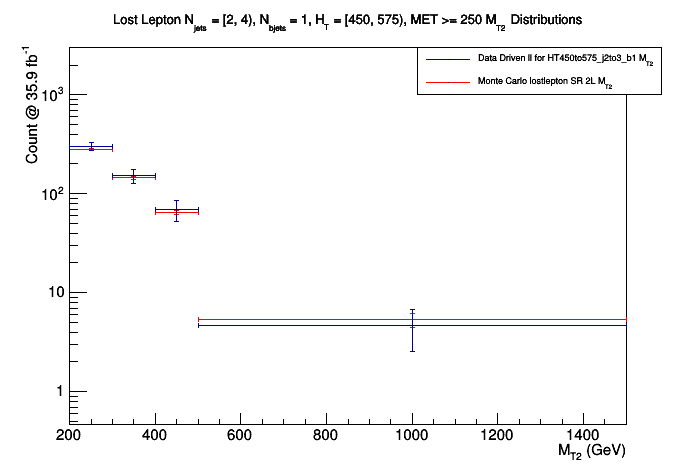 Lost Lepton N_jets = [2, 4), N_bjets = 1, H_T = [450, 575), MET >= 250 M_T2 Distributions
Data Driven II for HT450to575_j2to3_b1 M_T2
Monte Carlo lostlepton SR 2L M_T2
Count @ 35.9 fb^-1
10^3
10^2
10
1
200 400 600 800 1000 1200 1400
M_T2 (GeV)